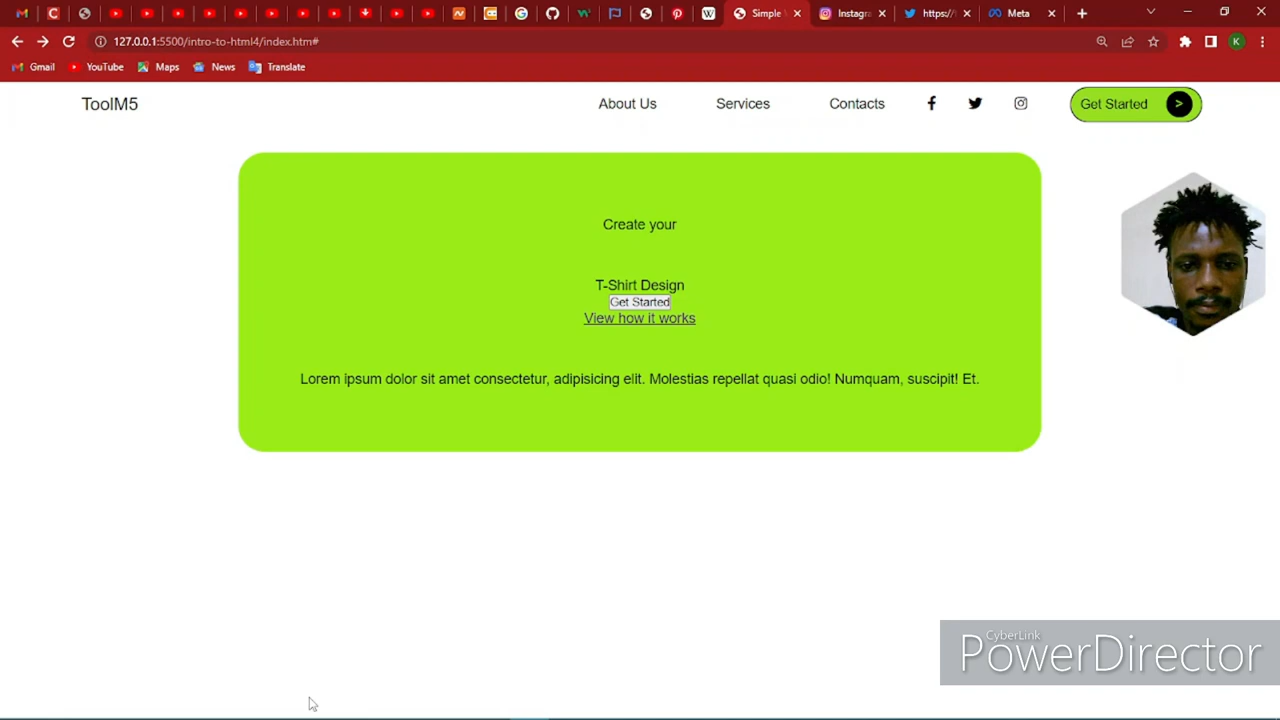 Simple
Instagr
https://
Meta
127.0.0.1:5500/intro-to-html4/index.htm#
Gmail
YouTube
Maps
News
Translate
ToolM5
About Us
Services
Contacts
Get Started >
Create your
T-Shirt Design
Get Started
View how it works
Lorem ipsum dolor sit amet consectetur, adipisicing elit. Molestias repellat quasi odio! Numquam, suscipit! Et.
CyberLink
PowerDirector